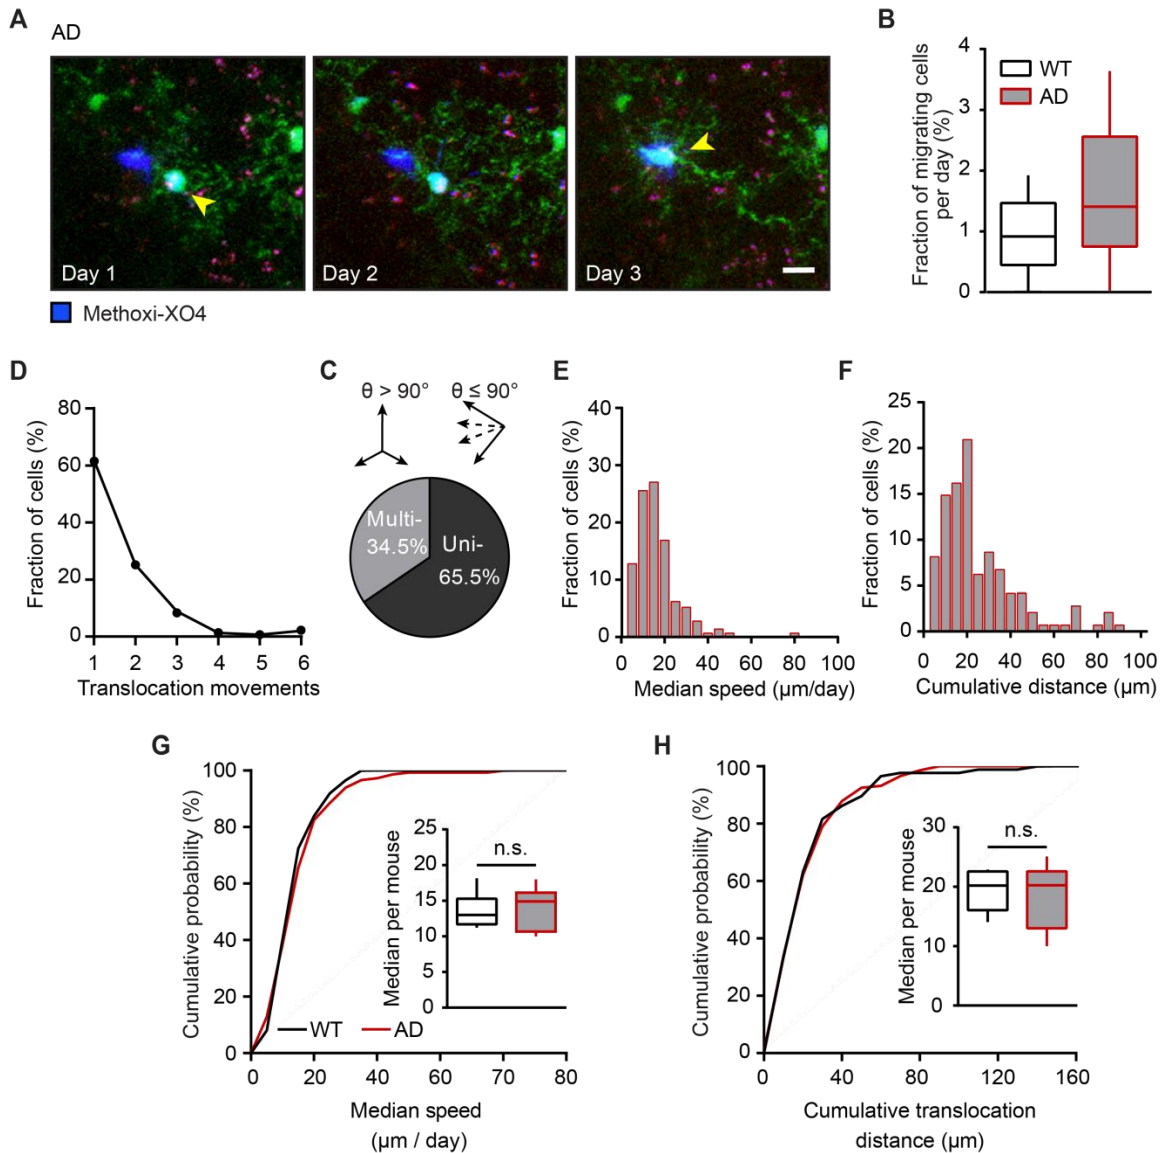 A
AD
Day 1
Day 2
Day 3
Methoxi-XO4
B
Fraction of migrating cells
per day (%)
4
3
2
1
0
WT
AD
D
Fraction of cells (%)
80
60
40
20
0
1 2 3 4 5 6
Translocation movements
C
θ > 90° θ ≤ 90°
Multi-
34.5%
Uni-
65.5%
E
Fraction of cells (%)
40
30
20
10
0
0 20 40 60 80 100
Median speed (µm/day)
F
Fraction of cells (%)
25
20
15
10
5
0
0 20 40 60 80 100
Cumulative distance (µm)
G
Cumulative probability (%)
100
80
60
40
20
0
0 20 40 60 80
Median speed
(µm / day)
WT AD
Median per mouse
25
20
15
10
5
0
n.s.
H
Cumulative probability (%)
100
80
60
40
20
0
0 40 80 120 160
Cumulative translocation
distance (µm)
Median per mouse
30
20
10
0
n.s.